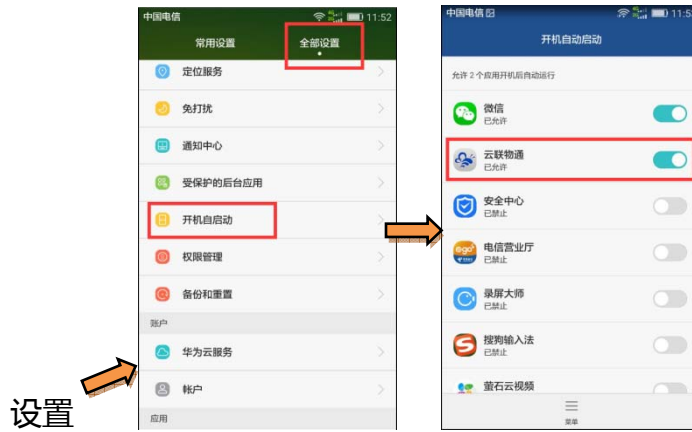 设置
中国电信 11:52
常用设置 全部设置
定位服务
免打扰
通知中心
受保护的后台应用
开机自启动
权限管理
备份和重置
账户
华为云服务
帐户
应用
中国电信 11:5
开机自动启动
允许 2 个应用开机后自动运行
微信
已允许
云联物通
已允许
安全中心
已禁止
电信营业厅
已禁止
录屏大师
已禁止
搜狗输入法
已禁止
萤石云视频
菜单